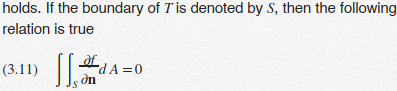 holds. If the boundary of T is denoted by S, then the following
relation is true
(3.11) ∬_S ∂f/∂n dA = 0